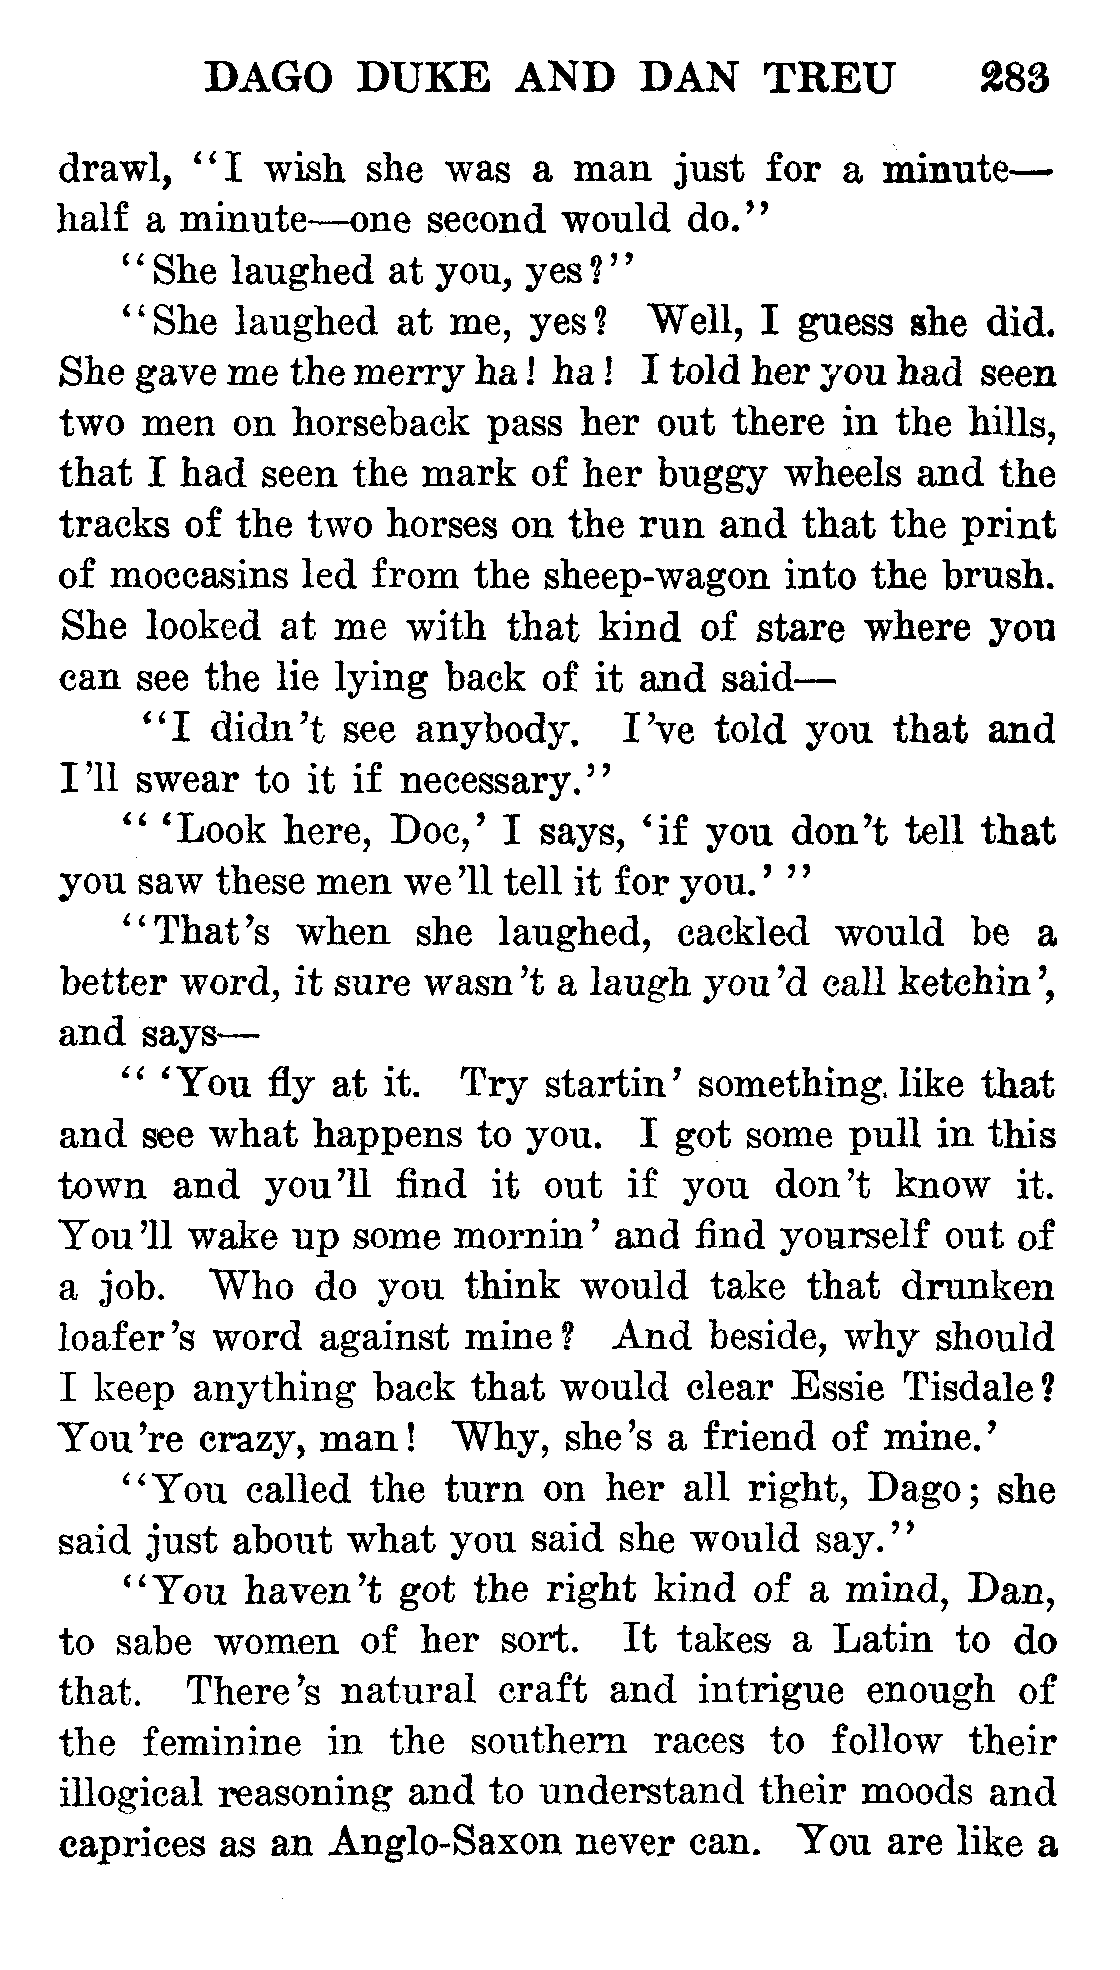 DAGO DUKE AND DAN TREU 283
drawl, "I wish she was a man just for a minute—
half a minute—one second would do."
"She laughed at you, yes?"
"She laughed at me, yes? Well, I guess she did.
She gave me the merry ha! ha! I told her you had seen
two men on horseback pass her out there in the hills,
that I had seen the mark of her buggy wheels and the
tracks of the two horses on the run and that the print
of moccasins led from the sheep-wagon into the brush.
She looked at me with that kind of stare where you
can see the lie lying back of it and said—
"I didn't see anybody. I've told you that and
I'll swear to it if necessary."
" 'Look here, Doc,' I says, 'if you don't tell that
you saw these men we'll tell it for you.' "
"That's when she laughed, cackled would be a
better word, it sure wasn't a laugh you'd call ketchin',
and says—
" 'You fly at it. Try startin' something like that
and see what happens to you. I got some pull in this
town and you'll find it out if you don't know it.
You'll wake up some mornin' and find yourself out of
a job. Who do you think would take that drunken
loafer's word against mine? And beside, why should
I keep anything back that would clear Essie Tisdale?
You're crazy, man! Why, she's a friend of mine.'
"You called the turn on her all right, Dago; she
said just about what you said she would say."
"You haven't got the right kind of a mind, Dan,
to sabe women of her sort. It takes a Latin to do
that. There's natural craft and intrigue enough of
the feminine in the southern races to follow their
illogical reasoning and to understand their moods and
caprices as an Anglo-Saxon never can. You are like a